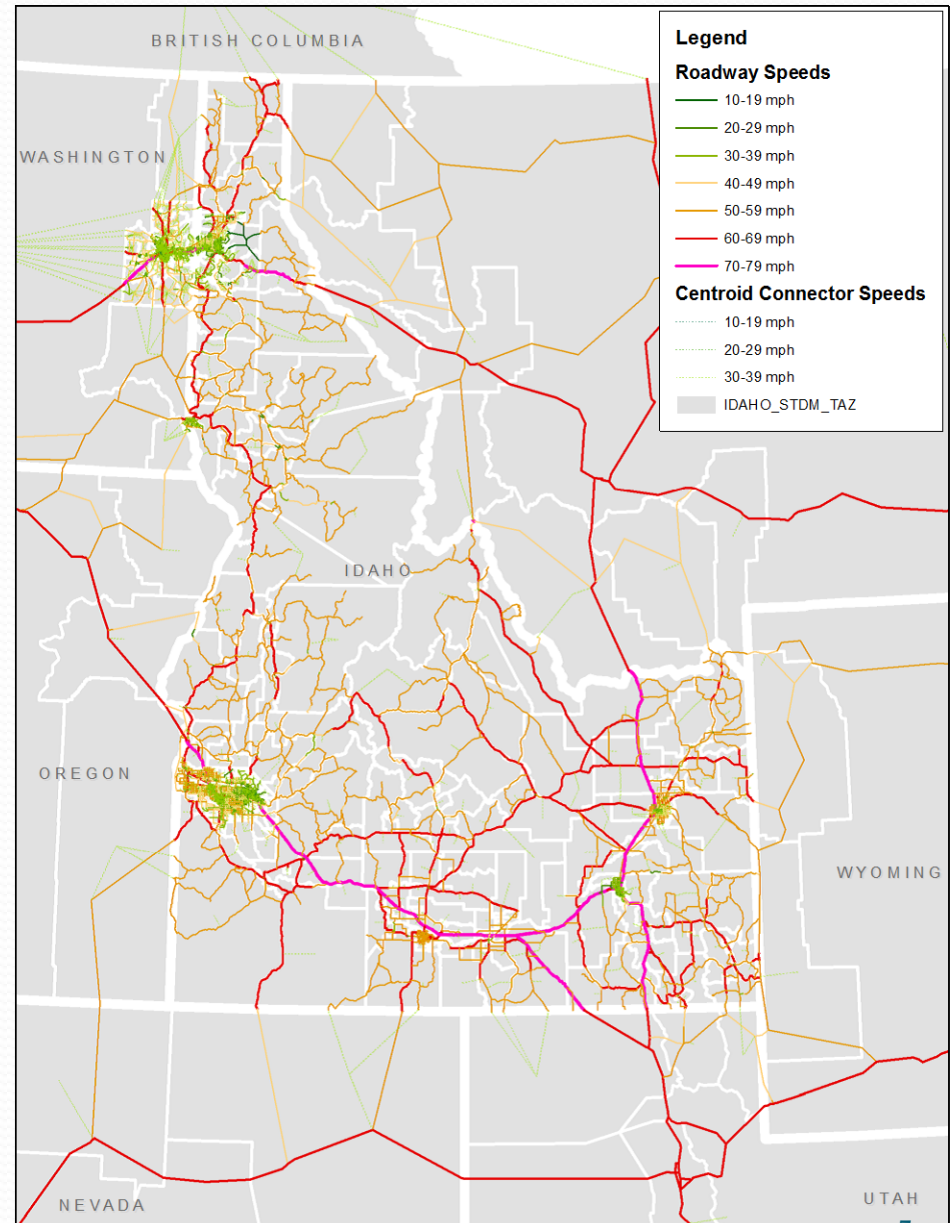 BRITISH COLUMBIA
WASHINGTON
IDAHO
OREGON
WYOMING
NEVADA
UTAH
Legend
Roadway Speeds
10-19 mph
20-29 mph
30-39 mph
40-49 mph
50-59 mph
60-69 mph
70-79 mph
Centroid Connector Speeds
10-19 mph
20-29 mph
30-39 mph
IDAHO_STDM_TAZ